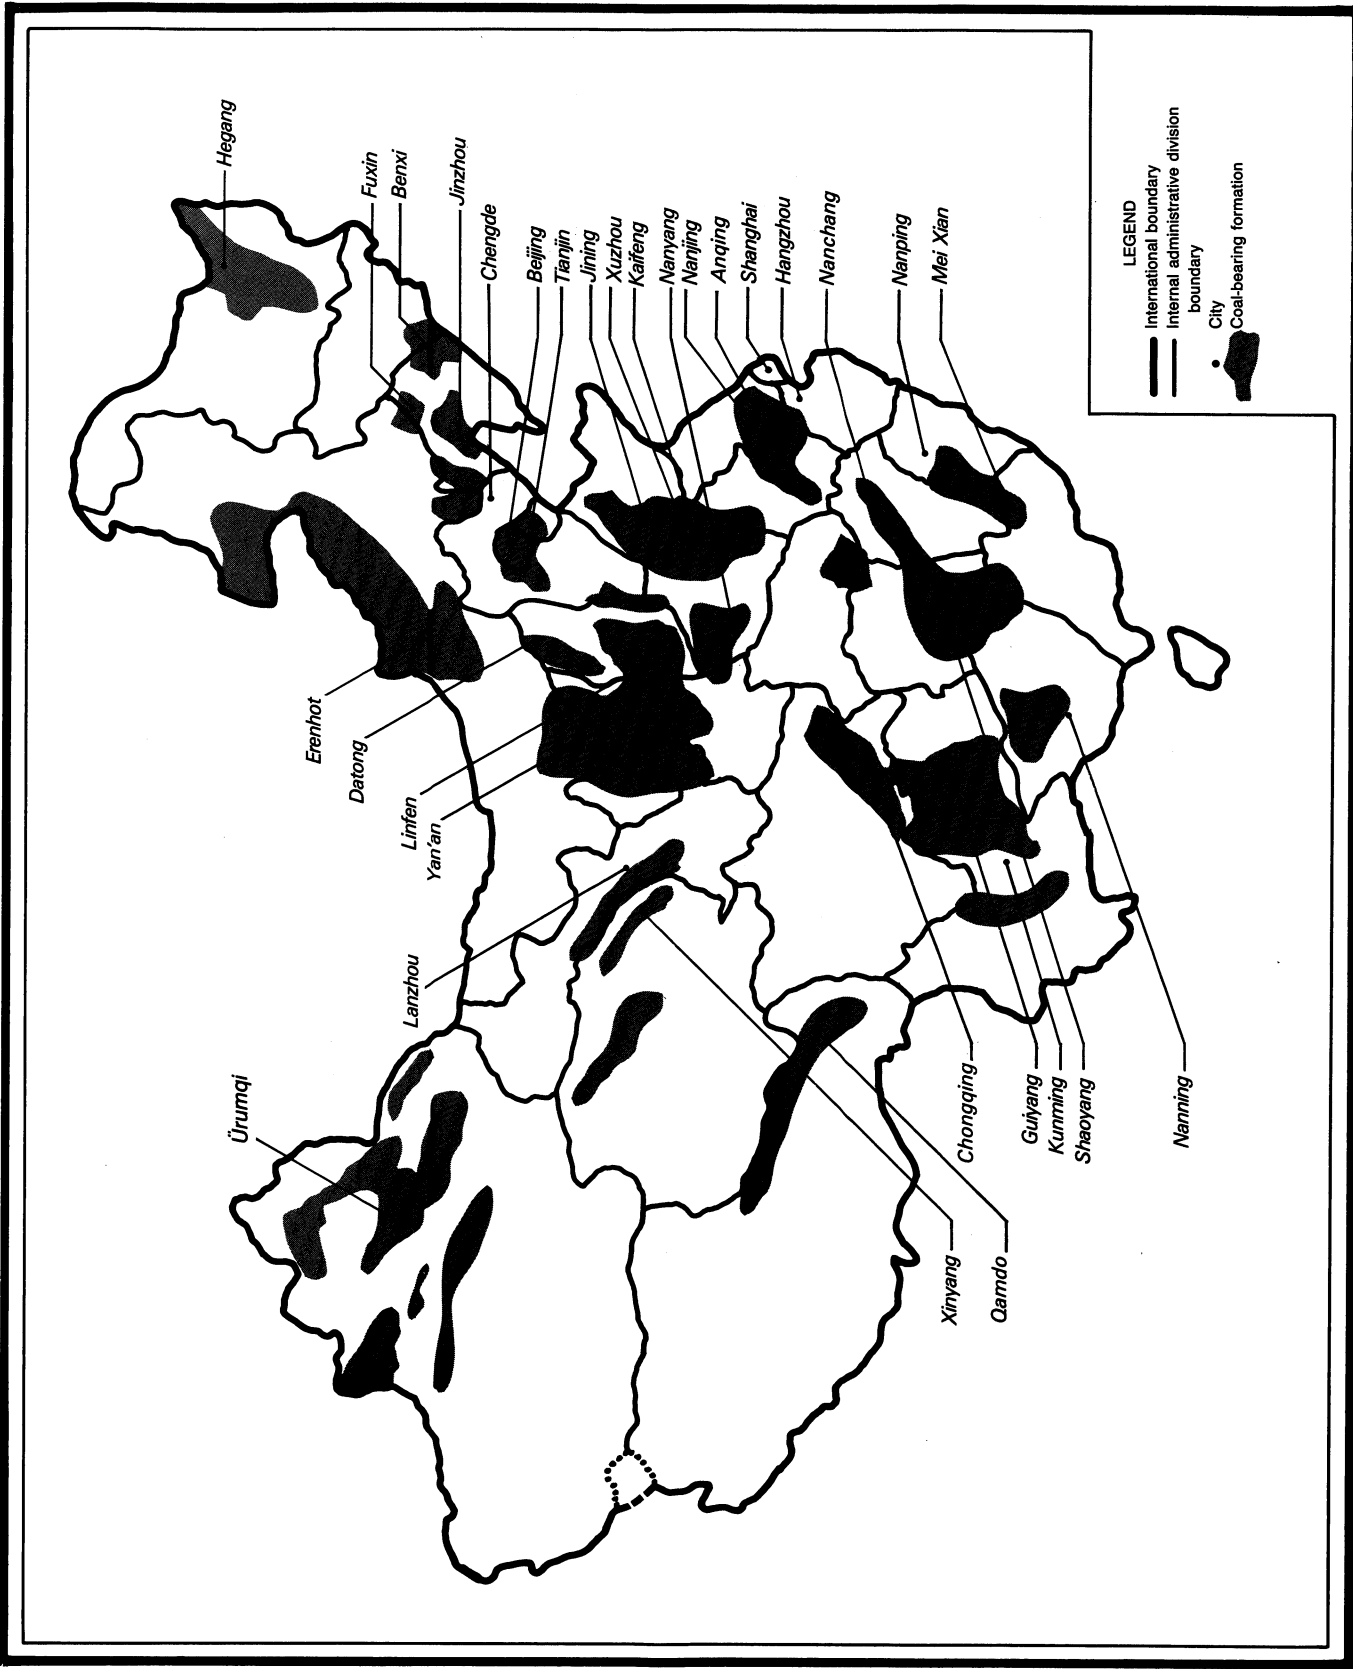 Hegang
Fuxin
Benxi
Jinzhou
Chengde
Beijing
Tianjin
Jining
Xuzhou
Kaifeng
Nanyang
Nanjing
Anqing
Shanghai
Hangzhou
Nanchang
Nanping
Mei Xian
LEGEND
International boundary
Internal administrative division
boundary
City
Coal-bearing formation
Erenhot
Datong
Linfen
Yan'an
Lanzhou
Ürumqi
Chongqing
Guiyang
Kunming
Shaoyang
Nanning
Xinyang
Qamdo